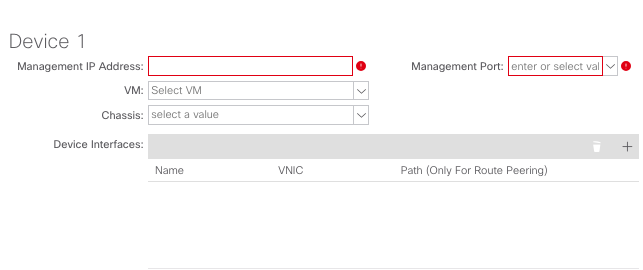 Device 1
Management IP Address: Management Port: enter or select val
VM: Select VM
Chassis: select a value
Device Interfaces:
Name VNIC Path (Only For Route Peering)